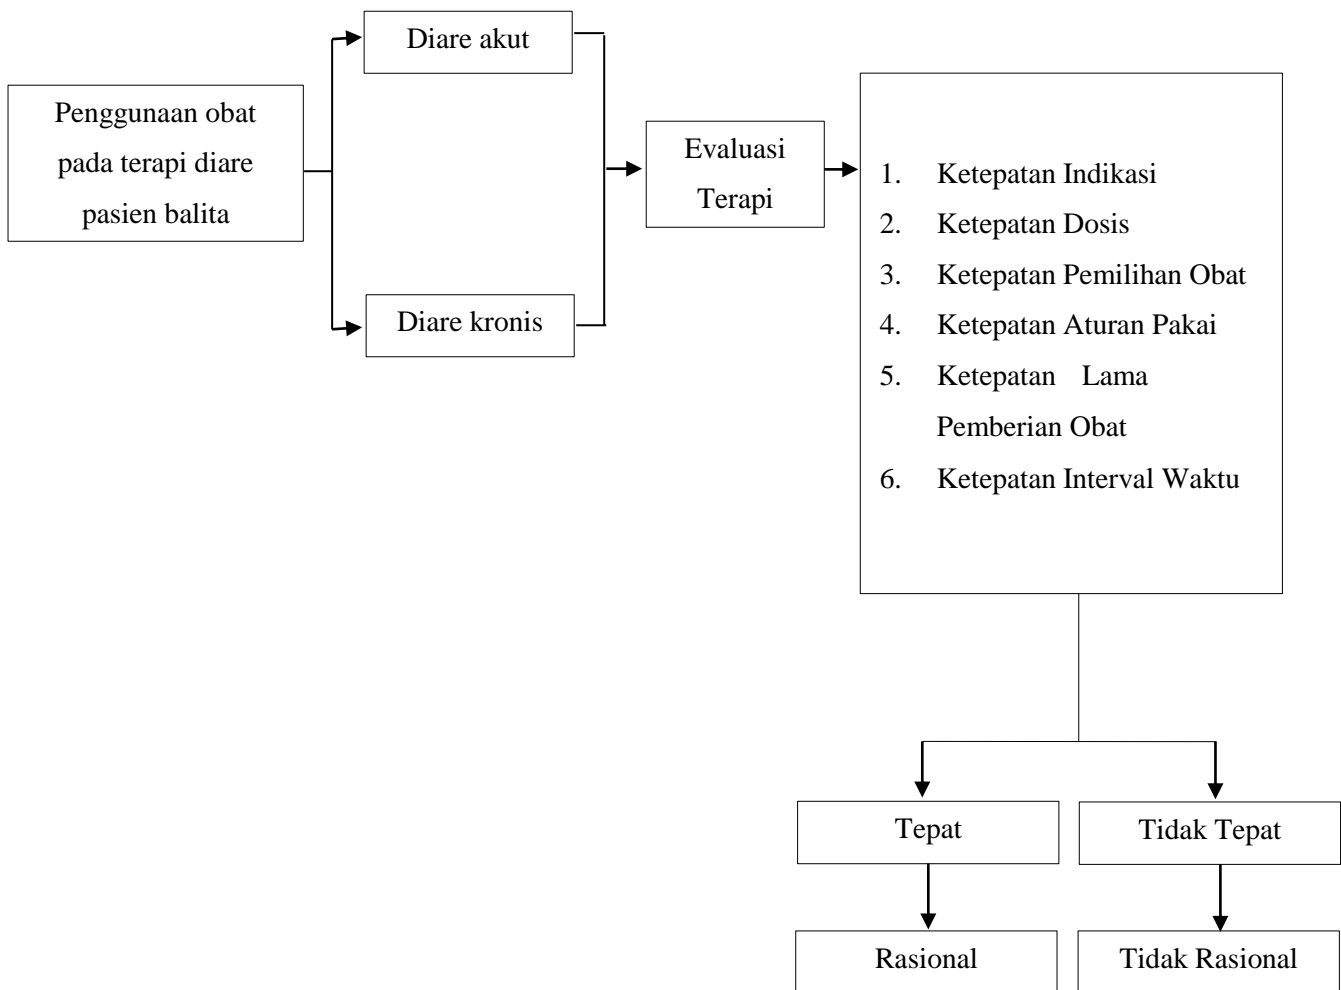 Diare akut
Penggunaan obat
pada terapi diare
pasien balita
Diare kronis
Evaluasi
Terapi
1. Ketepatan Indikasi
2. Ketepatan Dosis
3. Ketepatan Pemilihan Obat
4. Ketepatan Aturan Pakai
5. Ketepatan Lama
Pemberian Obat
6. Ketepatan Interval Waktu
Tepat
Tidak Tepat
Rasional
Tidak Rasional